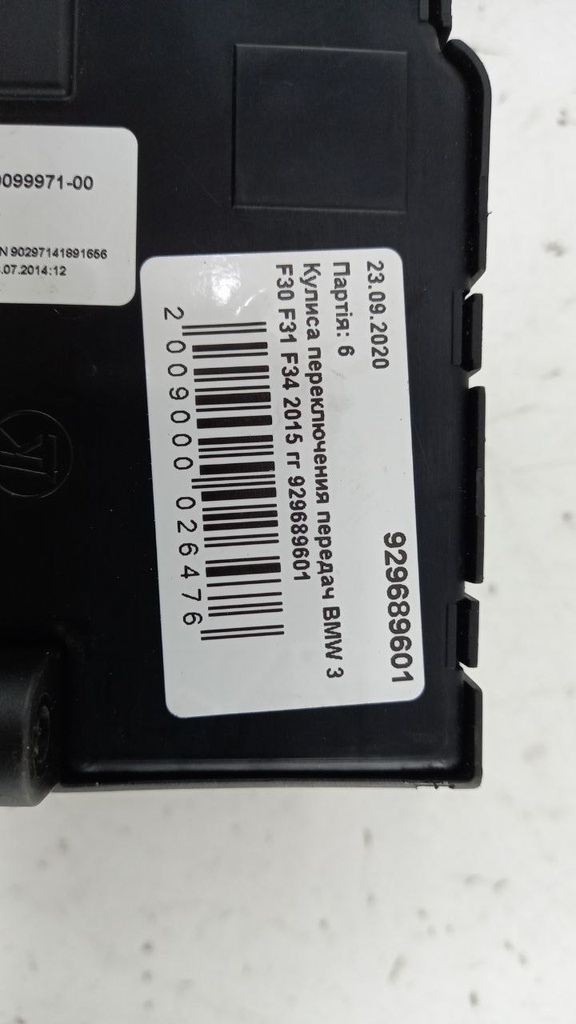 0099971-00
N 90297141891656
.07.2014:12
23.09.2020
929689601
Партія: 6
Кулиса переключения передач BMW 3
F30 F31 F34 2015 гг 929689601
2 009000 026476